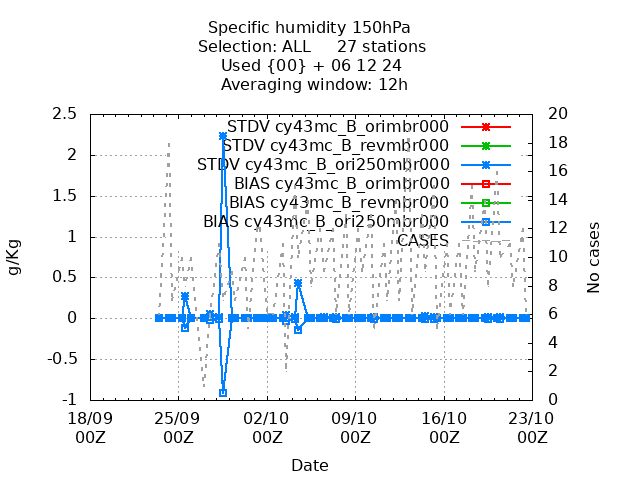 Specific humidity 150hPa
Selection: ALL 27 stations
Used {00} + 06 12 24
Averaging window: 12h
2.5
2
1.5
1
0.5
0
-0.5
-1
g/Kg
STDV cy43mc_B_orimbr000
STDV cy43mc_B_revmbr000
STDV cy43mc_B_ori250mbr000
BIAS cy43mc_B_orimbr000
BIAS cy43mc_B_revmbr000
BIAS cy43mc_B_ori250mbr000
CASES
20
18
16
14
12
10
8
6
4
2
0
No cases
18/09 25/09 02/10 09/10 16/10 23/10
00Z 00Z 00Z 00Z 00Z 00Z
Date